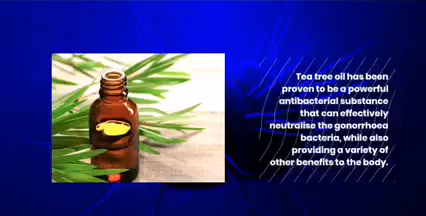 Tea tree oil has been
proven to be a powerful
antibacterial substance
that can effectively
neutralise the gonorrhoea
bacteria, while also
providing a variety of
other benefits to the body.